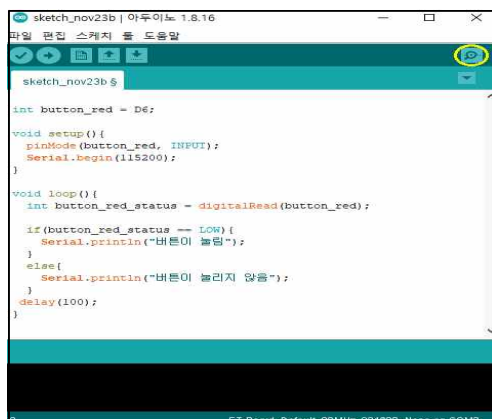 sketch_nov23b | 아두이노 1.8.16
파일 편집 스케치 툴 도움말
sketch_nov23b §
int button_red = D6;
void setup(){
pinMode(button_red, INPUT);
Serial.begin(115200);
}
void loop(){
int button_red_status = digitalRead(button_red);
if(button_red_status == LOW){
Serial.println("버튼이 눌림");
}
else{
Serial.println("버튼이 눌리지 않음");
}
delay(100);
}